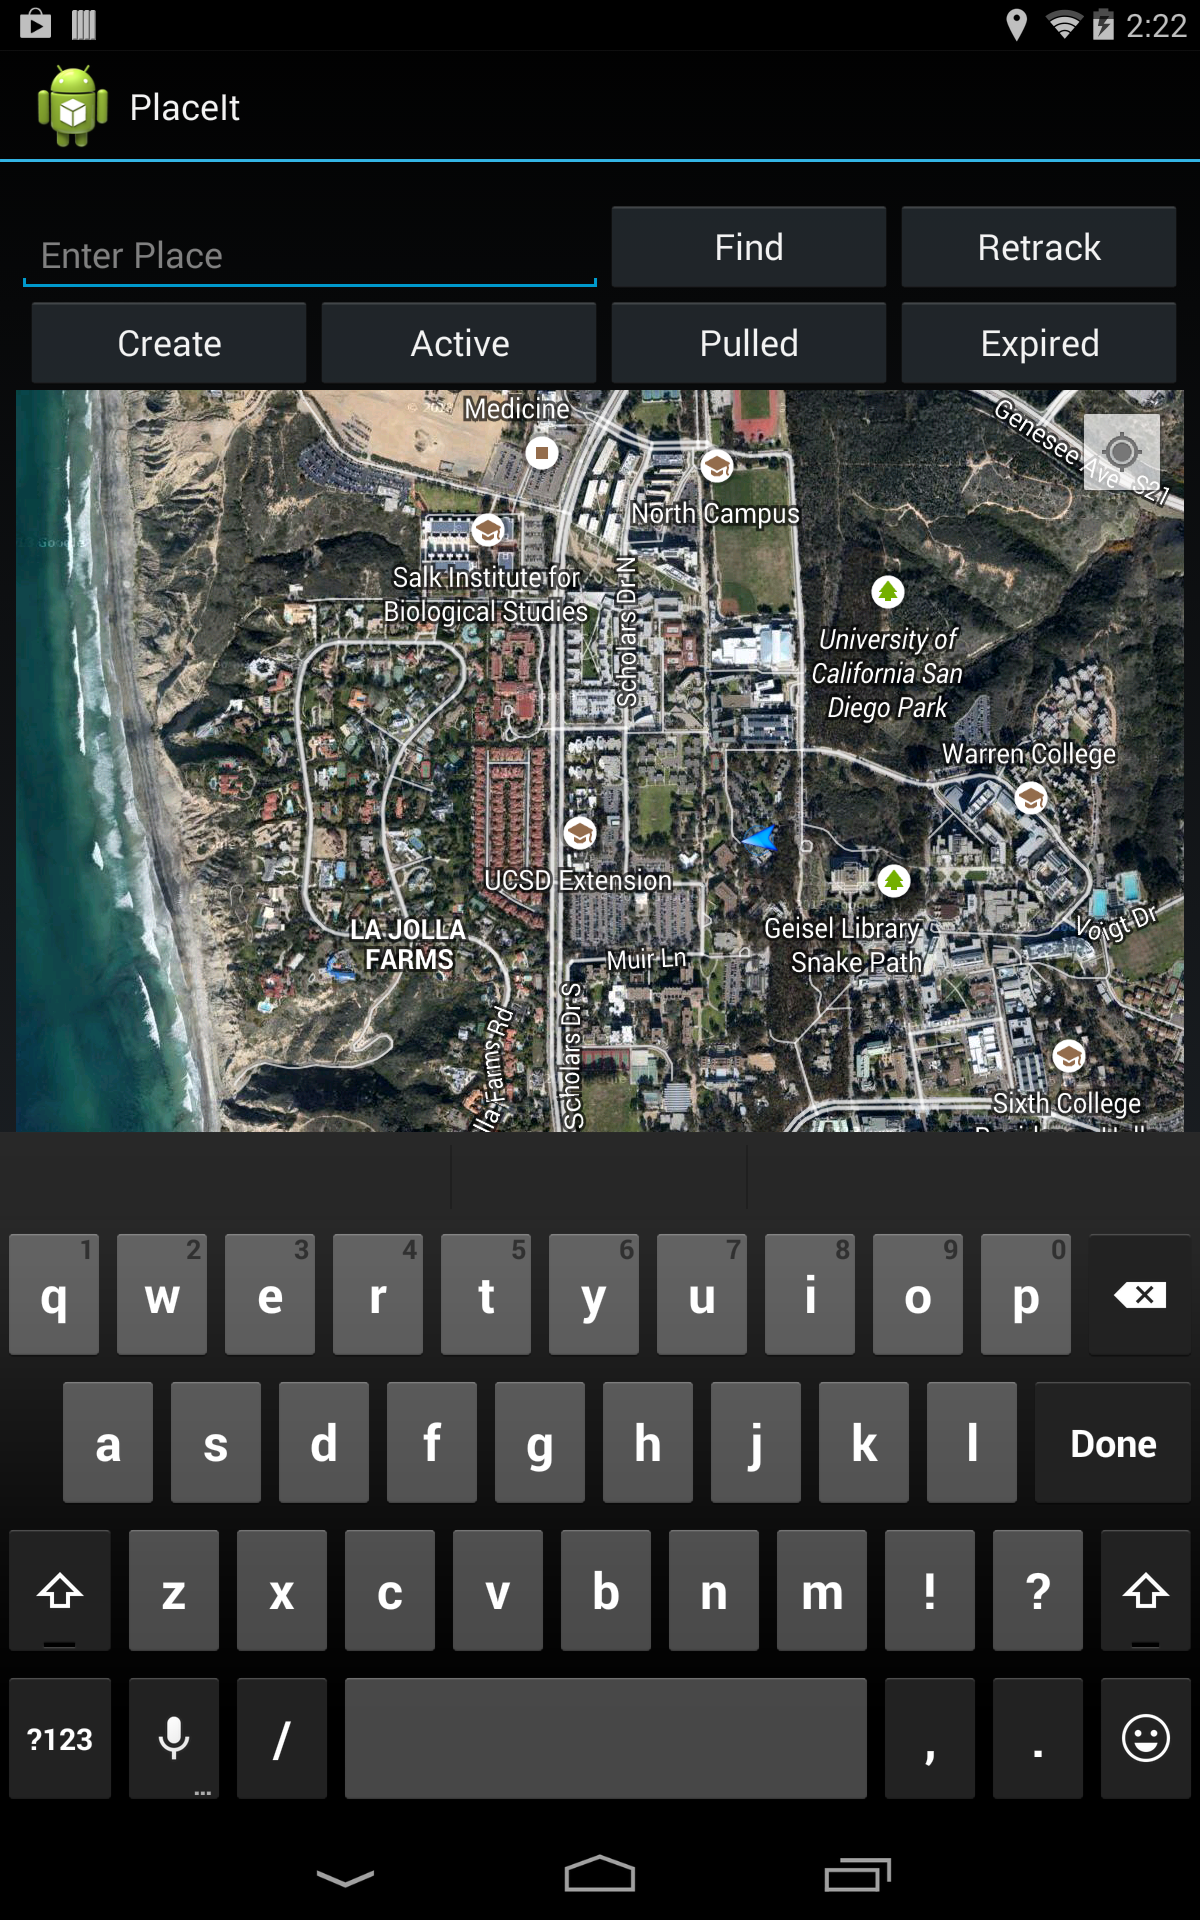 2:22
PlaceIt
Enter Place
Find
Retrack
Create
Active
Pulled
Expired
Medicine
Genesee Ave
S21
North Campus
Salk Institute for
Biological Studies
Scholars Dr N
University of
California San
Diego Park
Warren College
UCSD Extension
LA JOLLA
FARMS
Geisel Library
Snake Path
Voigt Dr
Muir Ln
Scholars Dr S
lla Farms Rd
Sixth College
1 2 3 4 5 6 7 8 9 0
q w e r t y u i o p
a s d f g h j k l Done
z x c v b n m ! ?
?123 / , .
...